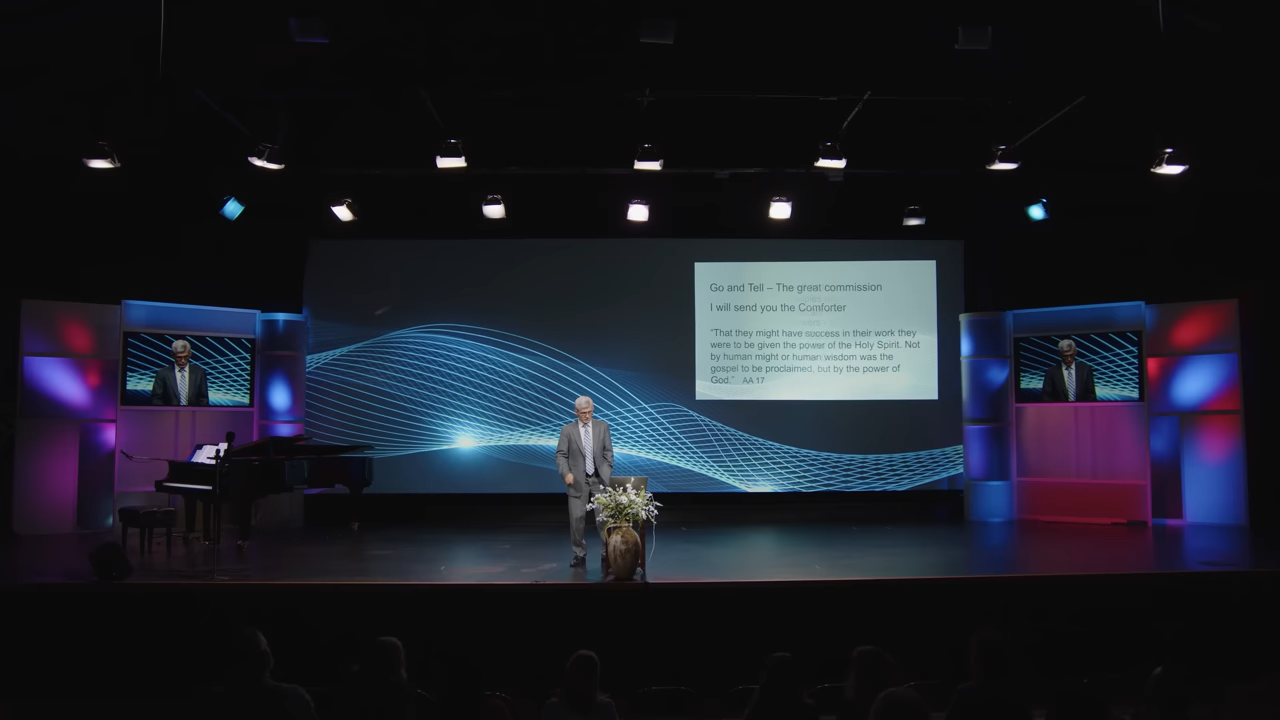 Go and Tell – The great commission
I will send you the Comforter
“That they might have success in their work they
were to be given the power of the Holy Spirit. Not
by human might or human wisdom was the
gospel to be proclaimed, but by the power of
God.” AA 17